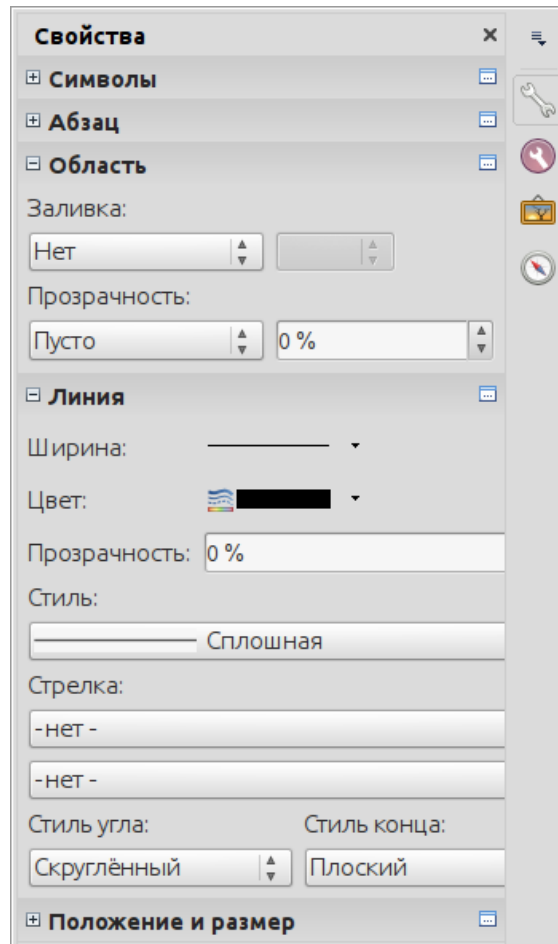 Свойства
Символы
Абзац
Область
Заливка:
Нет
Прозрачность:
Пусто 0 %
Линия
Ширина:
Цвет:
Прозрачность: 0 %
Стиль:
Сплошная
Стрелка:
-нет -
-нет -
Стиль угла: Стиль конца:
Скруглённый Плоский
Положение и размер